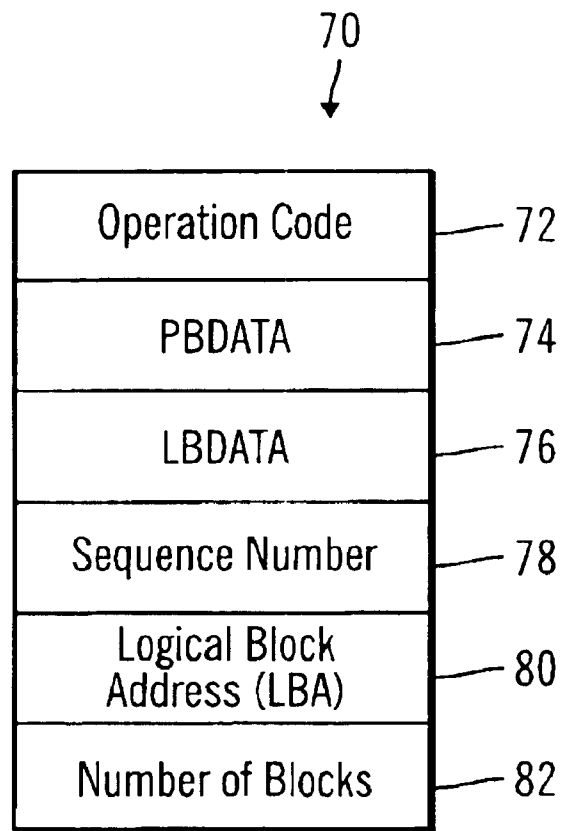 70
Operation Code 72
PBDATA 74
LBDATA 76
Sequence Number 78
Logical Block
Address (LBA) 80
Number of Blocks 82